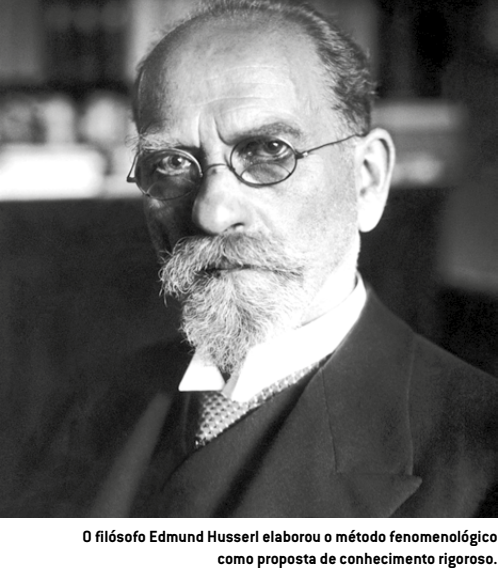 O filósofo Edmund Husserl elaborou o método fenomenológico
como proposta de conhecimento rigoroso.